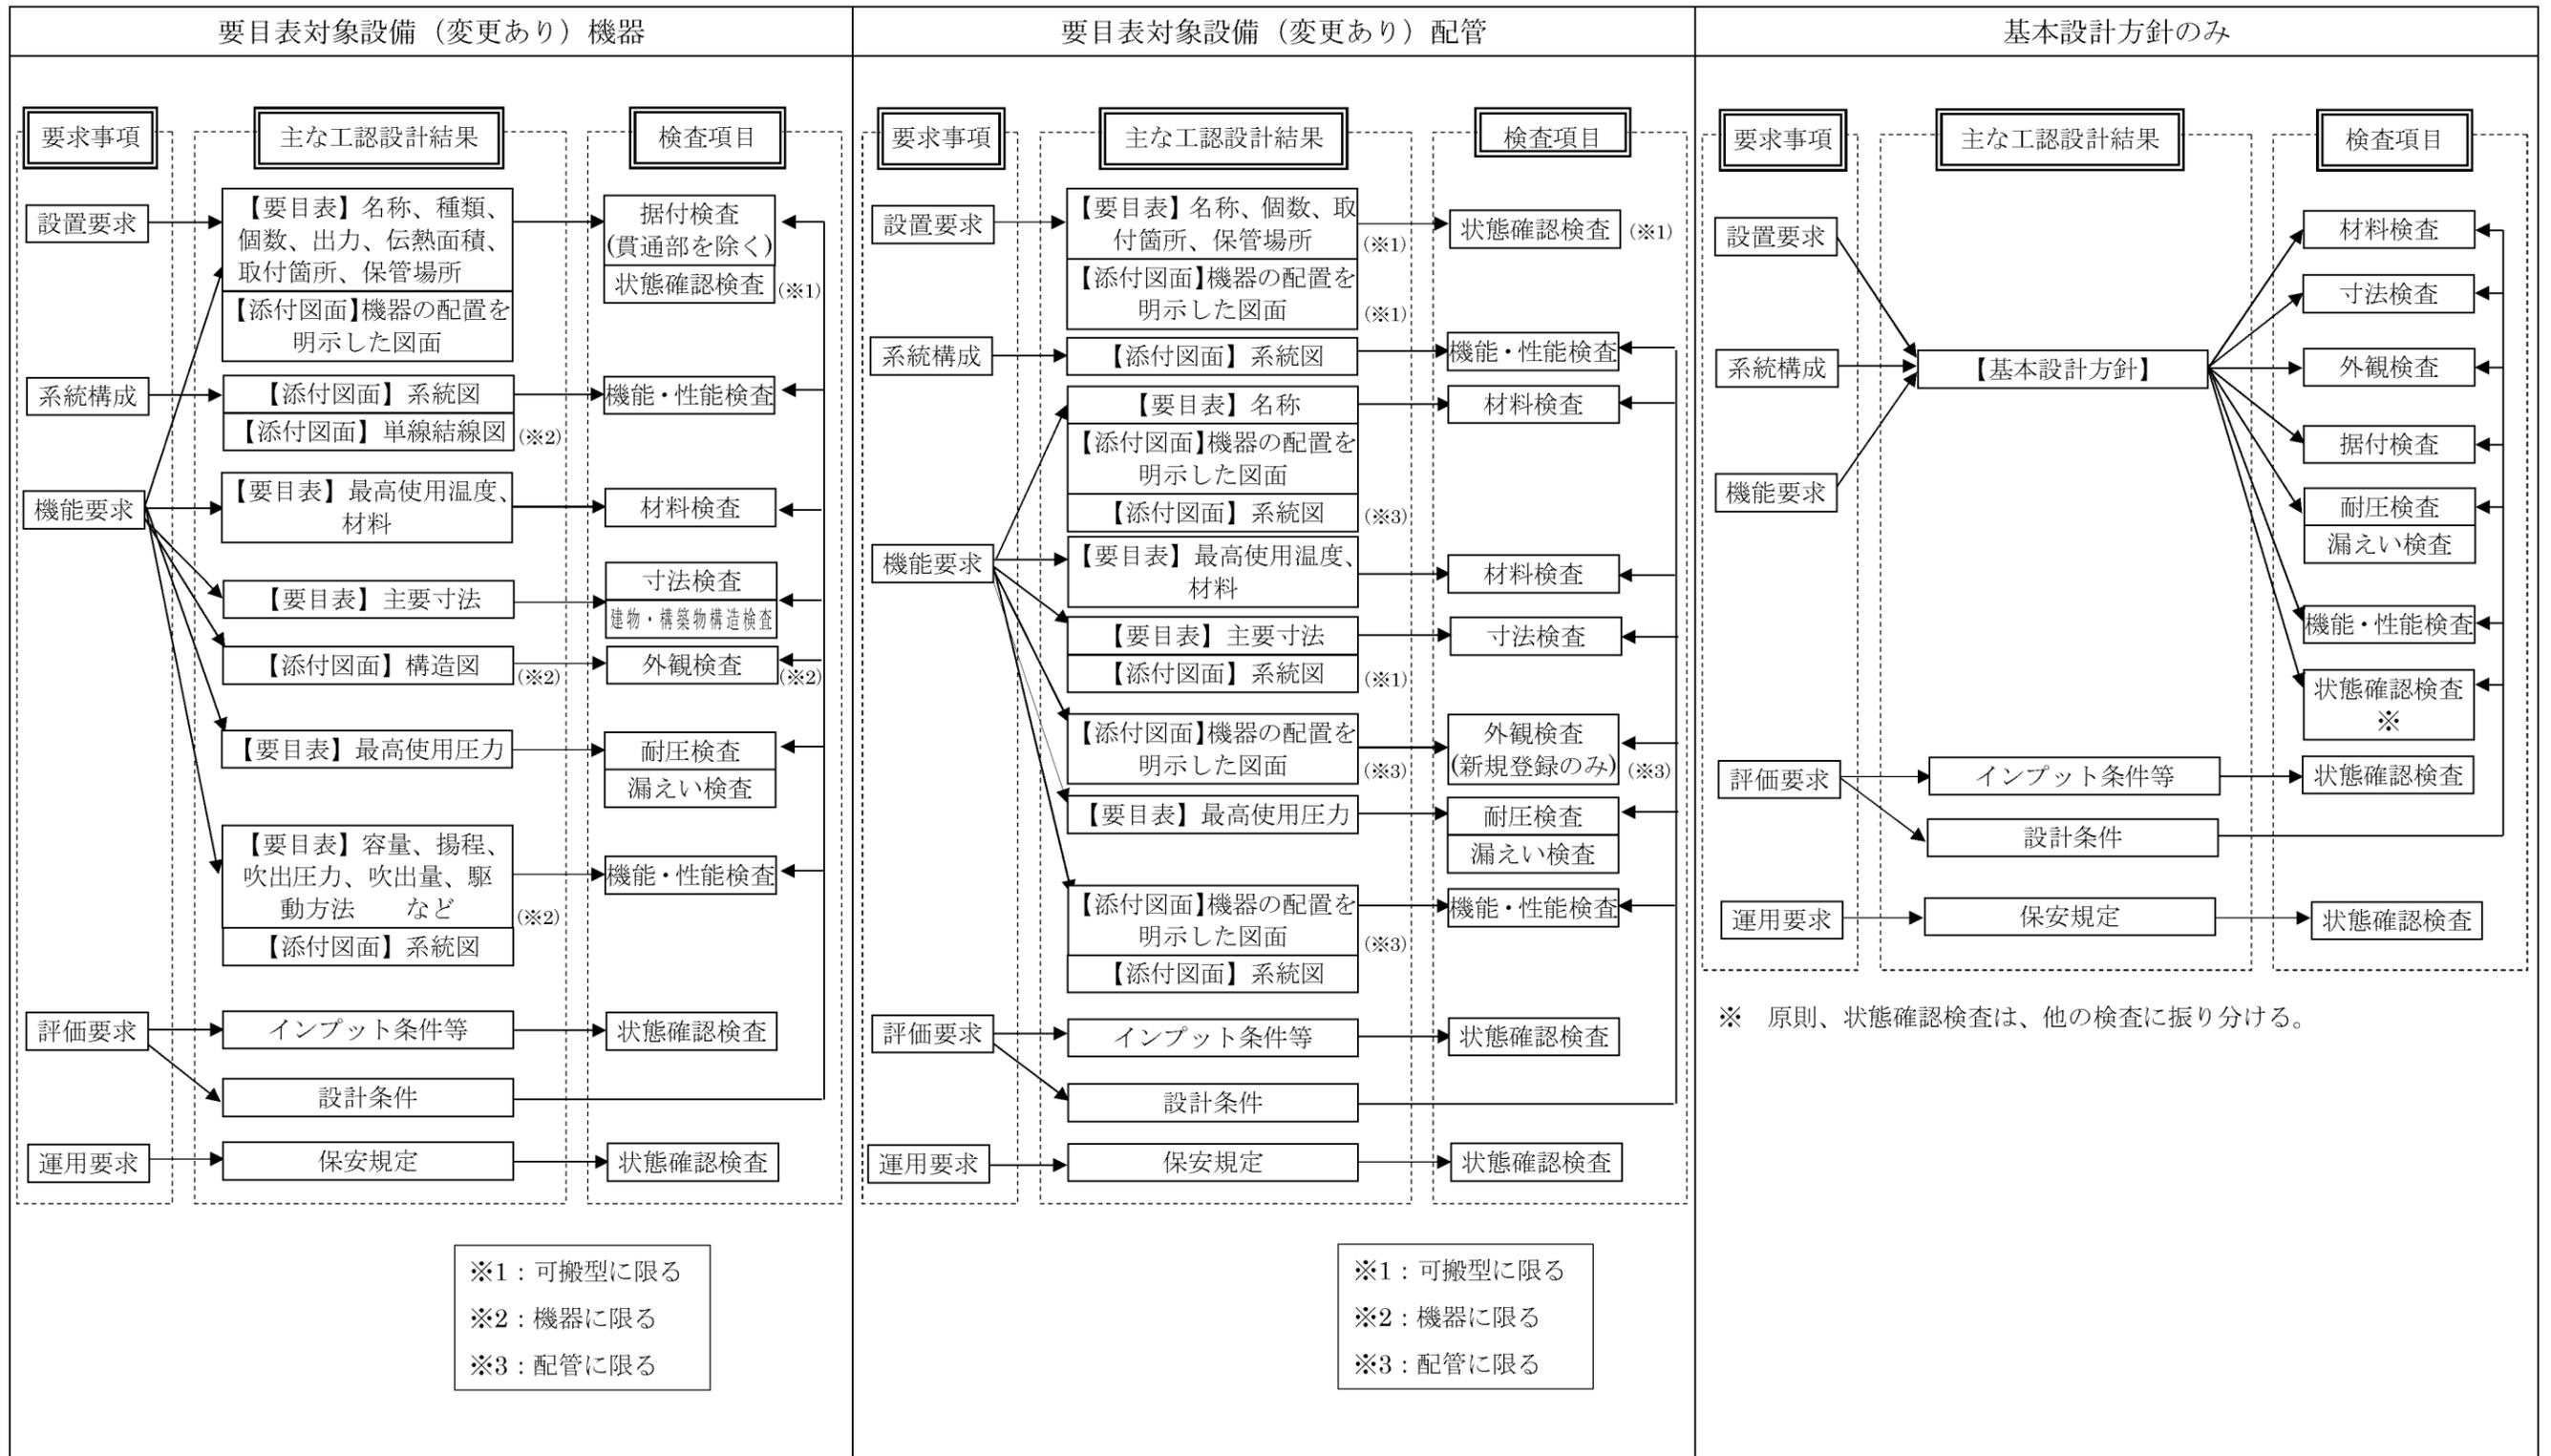 要目表対象設備（変更あり）機器
要求事項
主な工認設計結果
検査項目
設置要求
【要目表】名称、種類、
個数、出力、伝熱面積、
取付箇所、保管場所
【添付図面】機器の配置を
明示した図面
据付検査
(貫通部を除く)
状態確認検査
(※1)
系統構成
【添付図面】系統図
【添付図面】単線結線図
(※2)
機能・性能検査
機能要求
【要目表】最高使用温度、
材料
材料検査
【要目表】主要寸法
寸法検査
建物・構築物構造検査
【添付図面】構造図
(※2)
外観検査
(※2)
【要目表】最高使用圧力
耐圧検査
漏えい検査
【要目表】容量、揚程、
吹出圧力、吹出量、駆
動方法　　など
(※2)
【添付図面】系統図
機能・性能検査
評価要求
インプット条件等
状態確認検査
設計条件
運用要求
保安規定
状態確認検査
※1：可搬型に限る
※2：機器に限る
※3：配管に限る
要目表対象設備（変更あり）配管
要求事項
主な工認設計結果
検査項目
設置要求
【要目表】名称、個数、取
付箇所、保管場所
(※1)
【添付図面】機器の配置を
明示した図面
(※1)
状態確認検査
(※1)
系統構成
【添付図面】系統図
機能・性能検査
【要目表】名称
【添付図面】機器の配置を
明示した図面
【添付図面】系統図
(※3)
材料検査
機能要求
【要目表】最高使用温度、
材料
材料検査
【要目表】主要寸法
【添付図面】系統図
(※1)
寸法検査
【添付図面】機器の配置を
明示した図面
(※3)
外観検査
(新規登録のみ)
(※3)
【要目表】最高使用圧力
耐圧検査
漏えい検査
【添付図面】機器の配置を
明示した図面
(※3)
【添付図面】系統図
機能・性能検査
評価要求
インプット条件等
状態確認検査
設計条件
運用要求
保安規定
状態確認検査
※1：可搬型に限る
※2：機器に限る
※3：配管に限る
基本設計方針のみ
要求事項
主な工認設計結果
検査項目
設置要求
系統構成
機能要求
【基本設計方針】
材料検査
寸法検査
外観検査
据付検査
耐圧検査
漏えい検査
機能・性能検査
状態確認検査
※
評価要求
インプット条件等
状態確認検査
設計条件
運用要求
保安規定
状態確認検査
※　原則、状態確認検査は、他の検査に振り分ける。